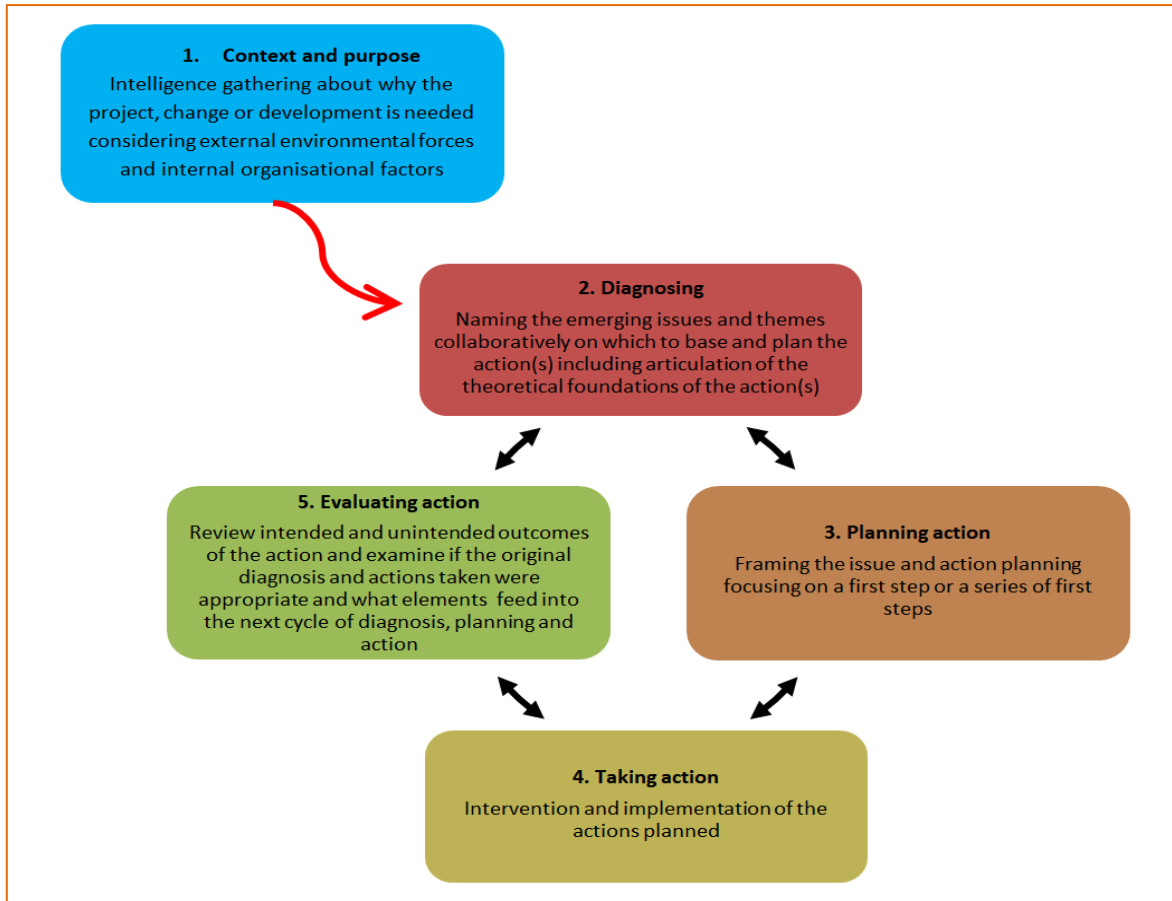 1. Context and purpose
Intelligence gathering about why the
project, change or development is needed
considering external environmental forces
and internal organisational factors
2. Diagnosing
Naming the emerging issues and themes
collaboratively on which to base and plan the
action(s) including articulation of the
theoretical foundations of the action(s)
5. Evaluating action
Review intended and unintended outcomes
of the action and examine if the original
diagnosis and actions taken were
appropriate and what elements feed into
the next cycle of diagnosis, planning and
action
3. Planning action
Framing the issue and action planning
focusing on a first step or a series of first
steps
4. Taking action
Intervention and implementation of the
actions planned